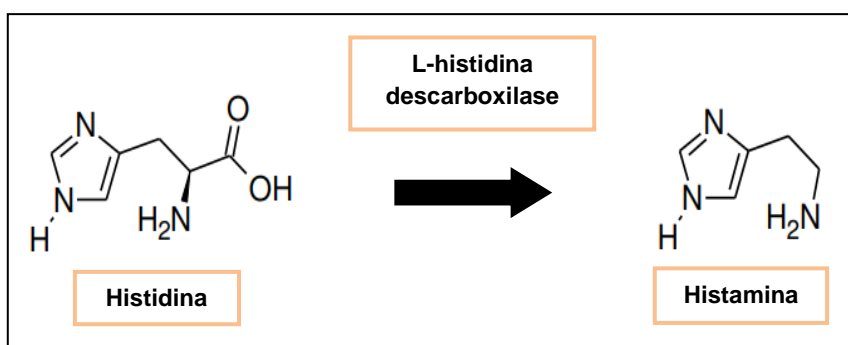 L-histidina
descarboxilase
N
O
OH
N
H
H₂N
N
N
H
H₂N
Histidina
Histamina